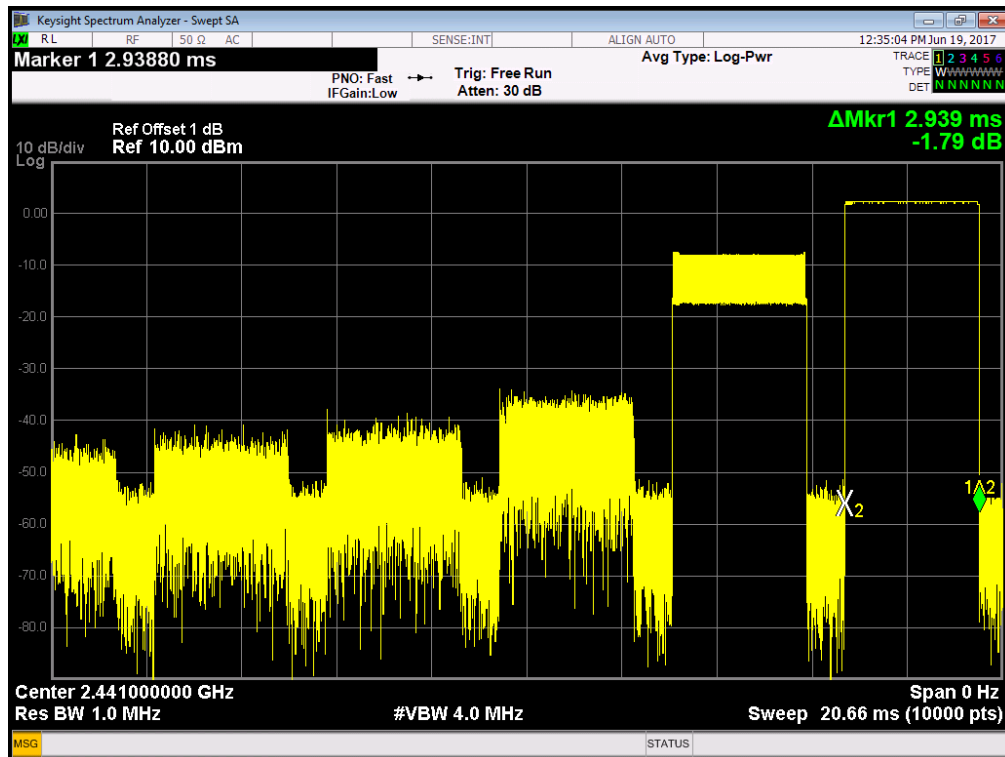 Keysight Spectrum Analyzer - Swept SA
LXI RL RF 50 Ω AC SENSE:INT ALIGN AUTO 12:35:04 PM Jun 19, 2017
Marker 1 2.93880 ms
PNO: Fast
IFGain:Low
Trig: Free Run
Atten: 30 dB
Avg Type: Log-Pwr
TRACE 1 2 3 4 5 6
TYPE WWWWWW
DET N N N N N N
ΔMkr1 2.939 ms
-1.79 dB
Ref Offset 1 dB
10 dB/div Ref 10.00 dBm
Log
0.00
-10.0
-20.0
-30.0
-40.0
-50.0
-60.0
-70.0
-80.0
X2
1Δ2
Center 2.441000000 GHz Span 0 Hz
Res BW 1.0 MHz #VBW 4.0 MHz Sweep 20.66 ms (10000 pts)
MSG STATUS